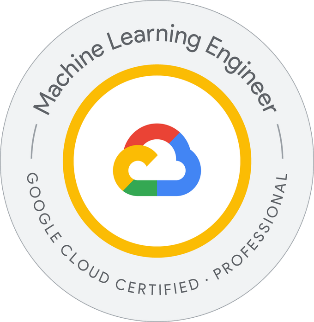 Machine Learning Engineer
GOOGLE CLOUD CERTIFIED · PROFESSIONAL